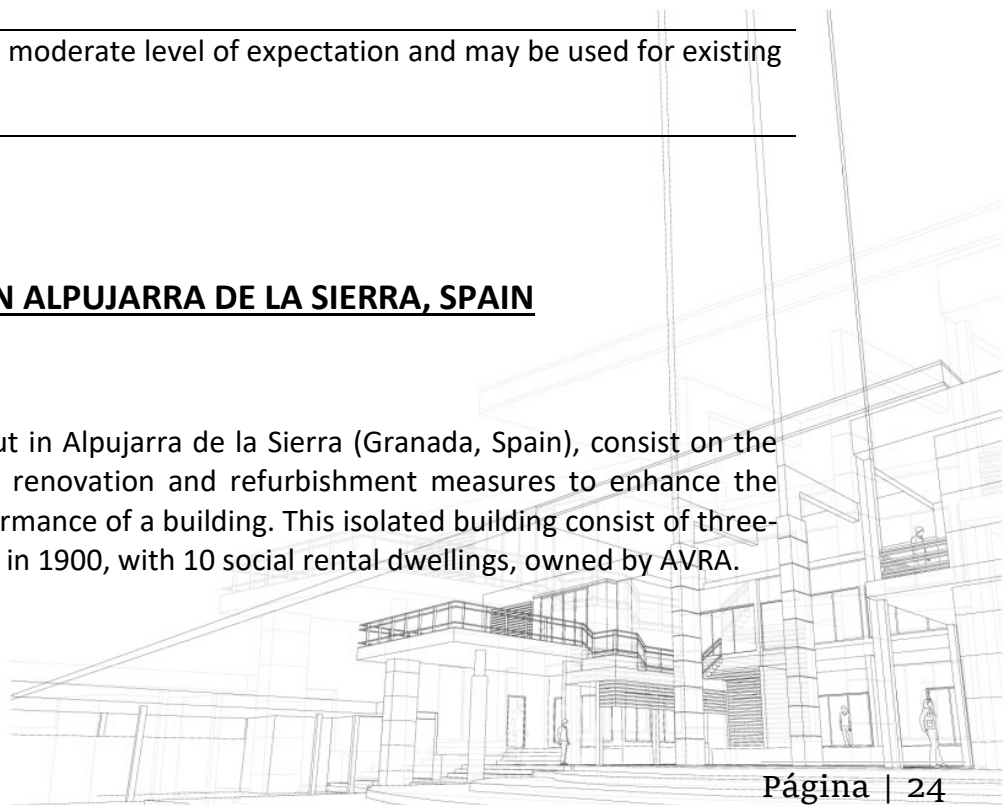 moderate level of expectation and may be used for existing
N ALPUJARRA DE LA SIERRA, SPAIN
ut in Alpujarra de la Sierra (Granada, Spain), consist on the
renovation and refurbishment measures to enhance the
rmance of a building. This isolated building consist of three-
in 1900, with 10 social rental dwellings, owned by AVRA.
Página | 24